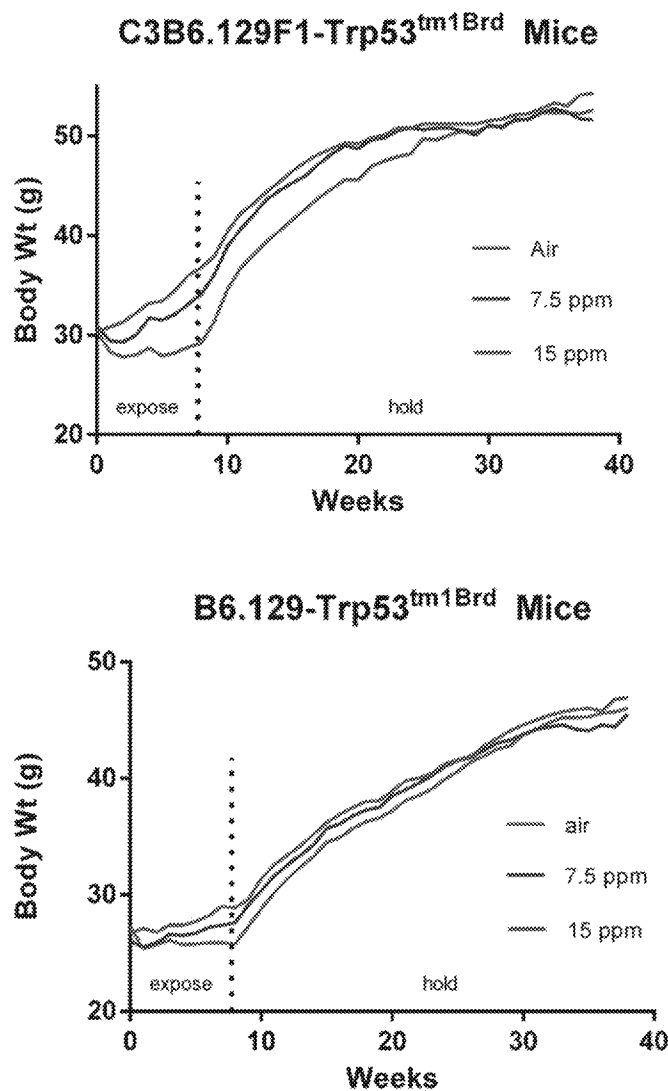 C3B6.129F1-Trp53tm1Brd Mice
Body Wt (g)
50
40
30
20
Air
7.5 ppm
15 ppm
expose
hold
0
10
20
30
40
Weeks
B6.129-Trp53tm1Brd Mice
Body Wt (g)
50
40
30
20
air
7.5 ppm
15 ppm
expose
hold
0
10
20
30
40
Weeks